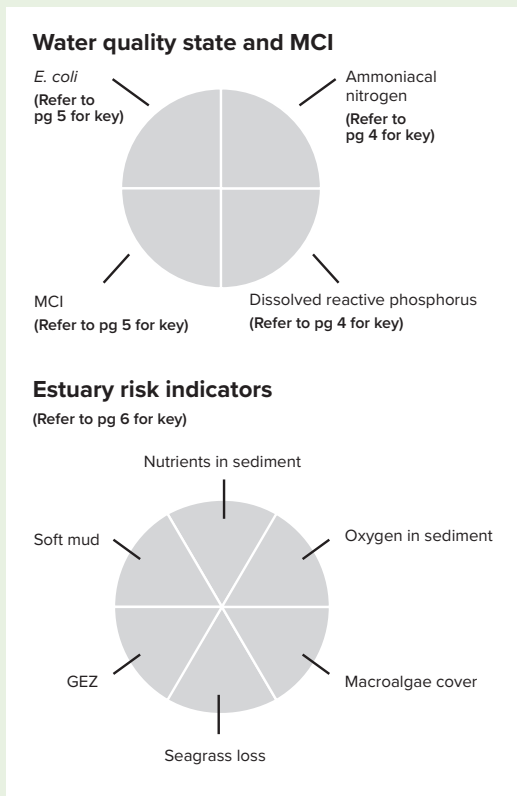 Water quality state and MCI
E. coli
(Refer to
pg 5 for key)
Ammoniacal
nitrogen
(Refer to
pg 4 for key)
MCI
(Refer to pg 5 for key)
Dissolved reactive phosphorus
(Refer to pg 4 for key)
Estuary risk indicators
(Refer to pg 6 for key)
Nutrients in sediment
Soft mud
Oxygen in sediment
GEZ
Macroalgae cover
Seagrass loss